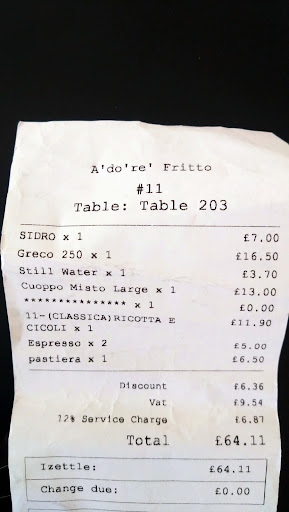 A'do're' Fritto
#11
Table: Table 203
SIDRO x 1 £7.00
Greco 250 x 1 £16.50
Still Water x 1 £3.70
Cuoppo Misto Large x 1 £13.00
*************** x 1 £0.00
11-(CLASSICA)RICOTTA E £11.90
CICOLI x 1
Espresso x 2 £5.00
pastiera x 1 £6.50
Discount £6.36
Vat £9.54
12% Service Charge £6.87
Total £64.11
Izettle: £64.11
Change due: £0.00